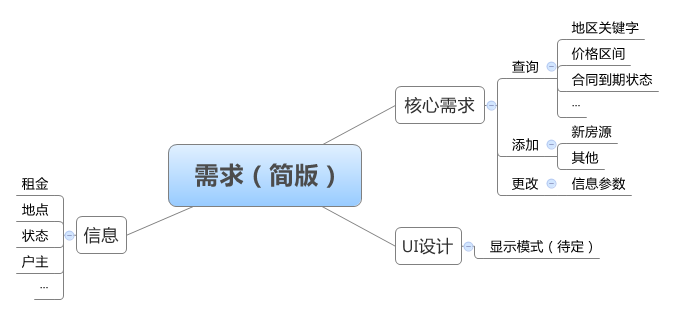 需求（简版）
核心需求
查询
地区关键字
价格区间
合同到期状态
...
添加
新房源
其他
更改
信息参数
UI设计
显示模式（待定）
信息
租金
地点
状态
户主
...